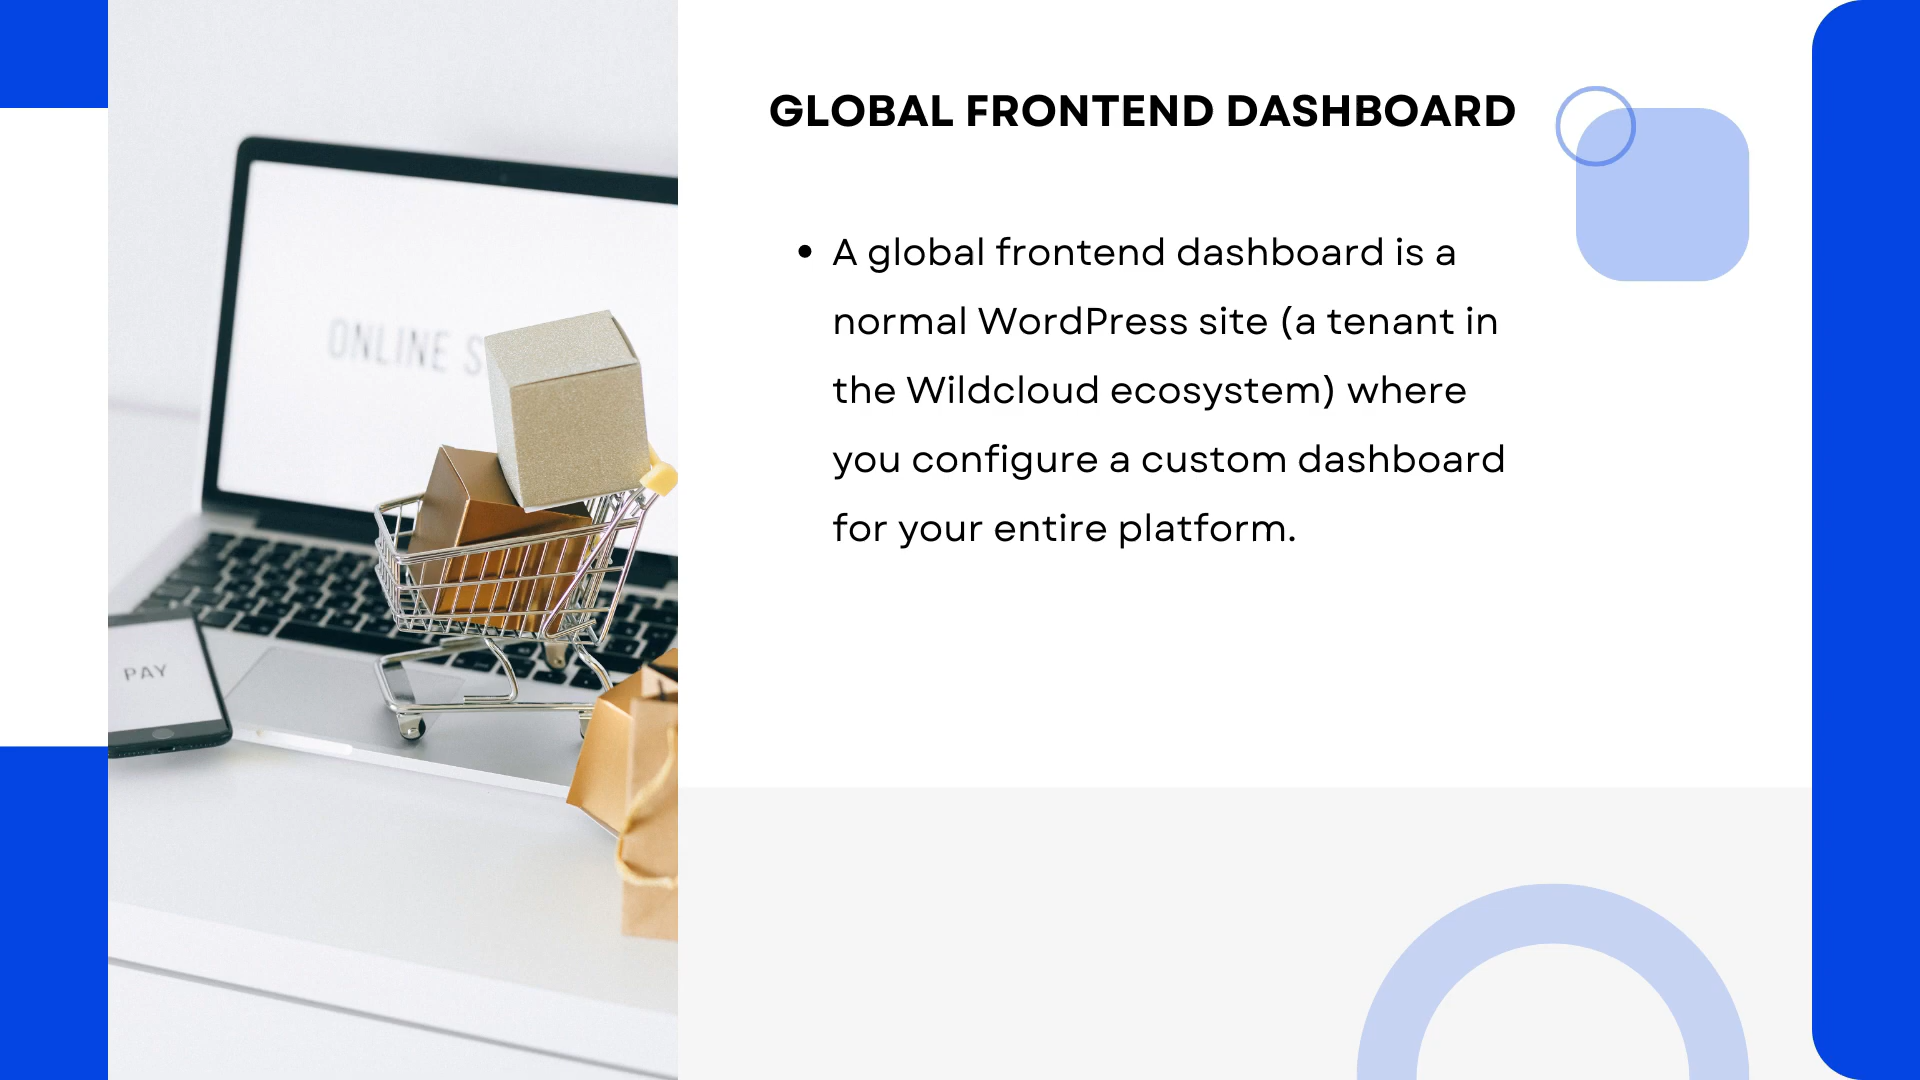 GLOBAL FRONTEND DASHBOARD
• A global frontend dashboard is a
normal WordPress site (a tenant in
the Wildcloud ecosystem) where
you configure a custom dashboard
for your entire platform.
ONLINE S
PAY